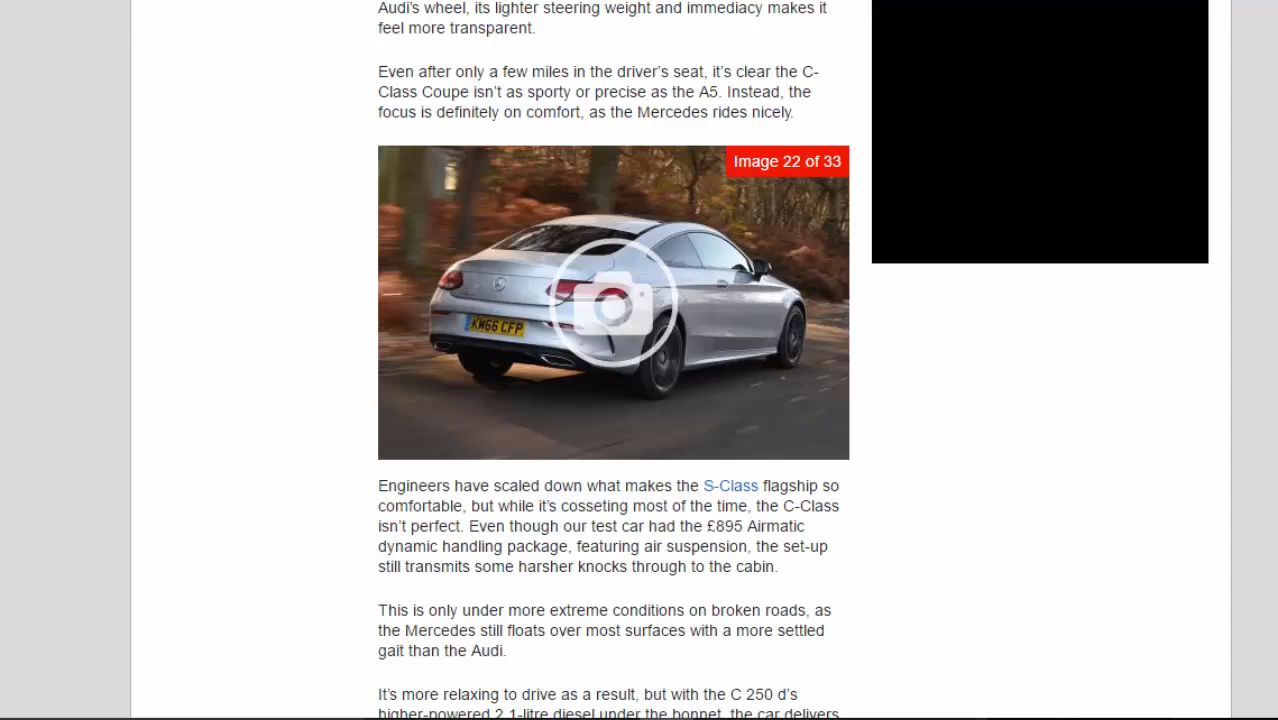 Audi's wheel, its lighter steering weight and immediacy makes it
feel more transparent.
Even after only a few miles in the driver's seat, it's clear the C-
Class Coupe isn't as sporty or precise as the A5. Instead, the
focus is definitely on comfort, as the Mercedes rides nicely.
Image 22 of 33
KM66 CFP
Engineers have scaled down what makes the S-Class flagship so
comfortable, but while it's cosseting most of the time, the C-Class
isn't perfect. Even though our test car had the £895 Airmatic
dynamic handling package, featuring air suspension, the set-up
still transmits some harsher knocks through to the cabin.
This is only under more extreme conditions on broken roads, as
the Mercedes still floats over most surfaces with a more settled
gait than the Audi.
It's more relaxing to drive as a result, but with the C 250 d's
higher-powered 2.1-litre diesel under the bonnet, the car delivers